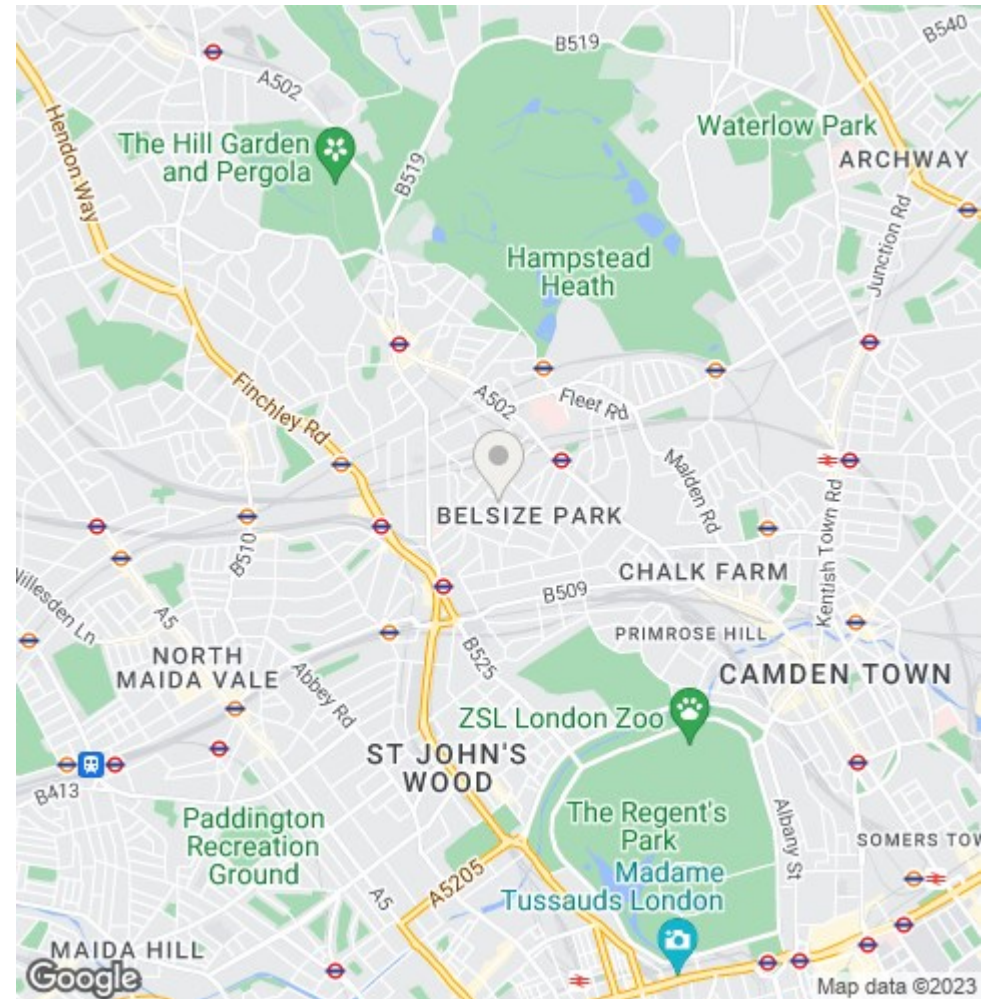 B519
B540
A502
Hendon Way
The Hill Garden
and Pergola
B519
Waterlow Park
ARCHWAY
Junction Rd
Hampstead
Heath
Finchley Rd
A502
Fleet Rd
Malden Rd
Kentish Town Rd
BELSIZE PARK
B510
CHALK FARM
B509
Willesden Ln
A5
PRIMROSE HILL
NORTH
MAIDA VALE
Abbey Rd
B525
CAMDEN TOWN
ZSL London Zoo
ST JOHN'S
WOOD
B413
Paddington
Recreation
Ground
The Regent's
Park
Albany St
SOMERS TOW
Madame
Tussauds London
A5205
A5
MAIDA HILL
Google
Map data ©2023